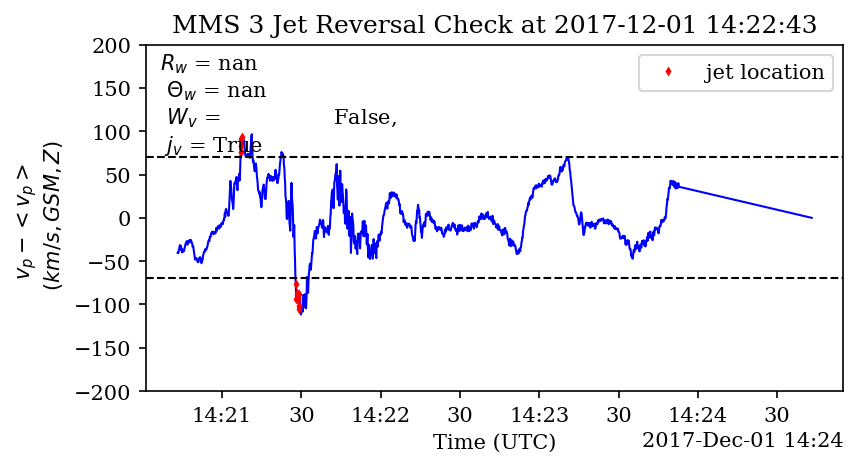 MMS 3 Jet Reversal Check at 2017-12-01 14:22:43
R_w = nan
Θ_w = nan
W_v = False,
j_v = True
jet location
v_p − < v_p >
(km/s, GSM, Z)
200
150
100
50
0
−50
−100
−150
−200
14:21 30 14:22 30 14:23 30 14:24 30
Time (UTC) 2017-Dec-01 14:24